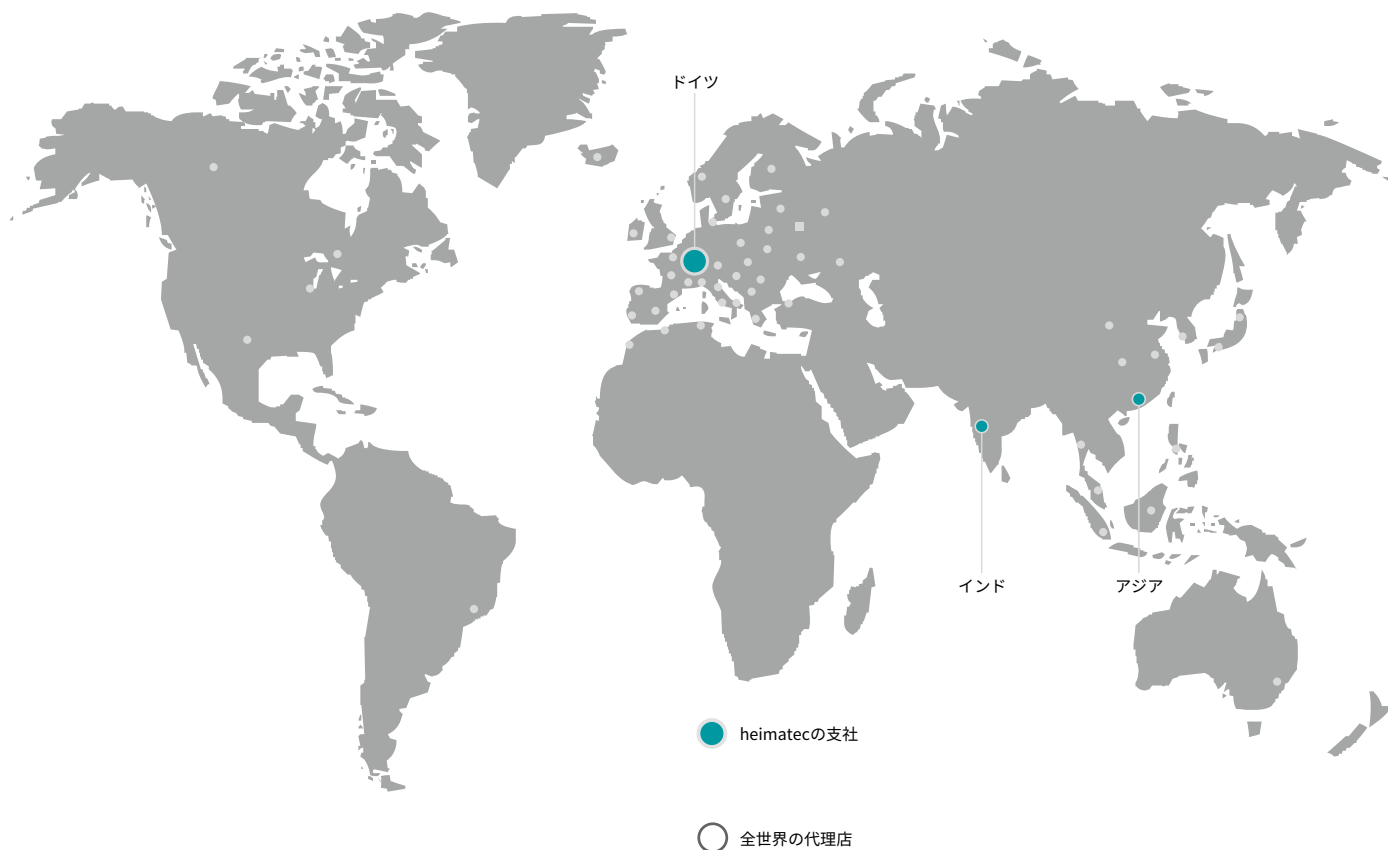 ドイツ
インド
アジア
heimatecの支社
全世界の代理店